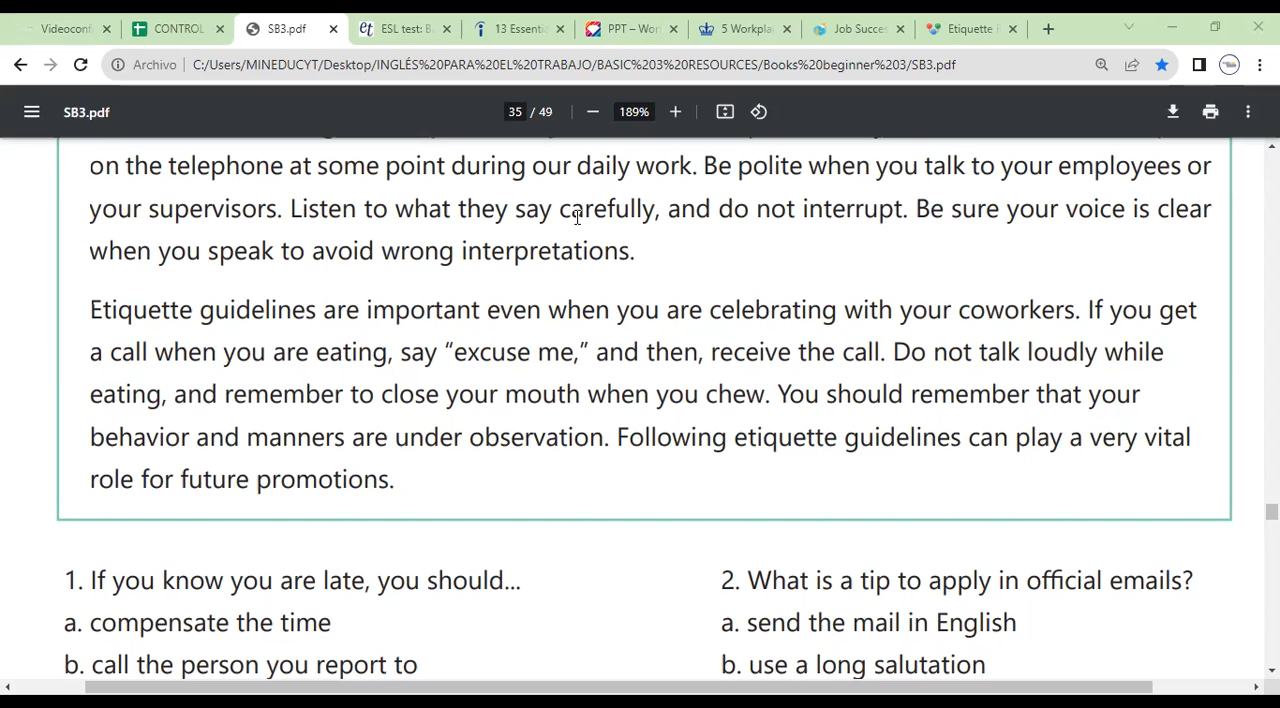 Videoconf
CONTROL
SB3.pdf
ESL test: B
13 Essentia
PPT – Wor
5 Workpla
Job Succes
Etiquette
Archivo
C:/Users/MINEDUCYT/Desktop/INGLÉS%20PARA%20EL%20TRABAJO/BASIC%203%20RESOURCES/Books%20beginner%203/SB3.pdf
SB3.pdf
35 / 49
189%
on the telephone at some point during our daily work. Be polite when you talk to your employees or
your supervisors. Listen to what they say carefully, and do not interrupt. Be sure your voice is clear
when you speak to avoid wrong interpretations.
Etiquette guidelines are important even when you are celebrating with your coworkers. If you get
a call when you are eating, say “excuse me,” and then, receive the call. Do not talk loudly while
eating, and remember to close your mouth when you chew. You should remember that your
behavior and manners are under observation. Following etiquette guidelines can play a very vital
role for future promotions.
1. If you know you are late, you should...
a. compensate the time
b. call the person you report to
2. What is a tip to apply in official emails?
a. send the mail in English
b. use a long salutation